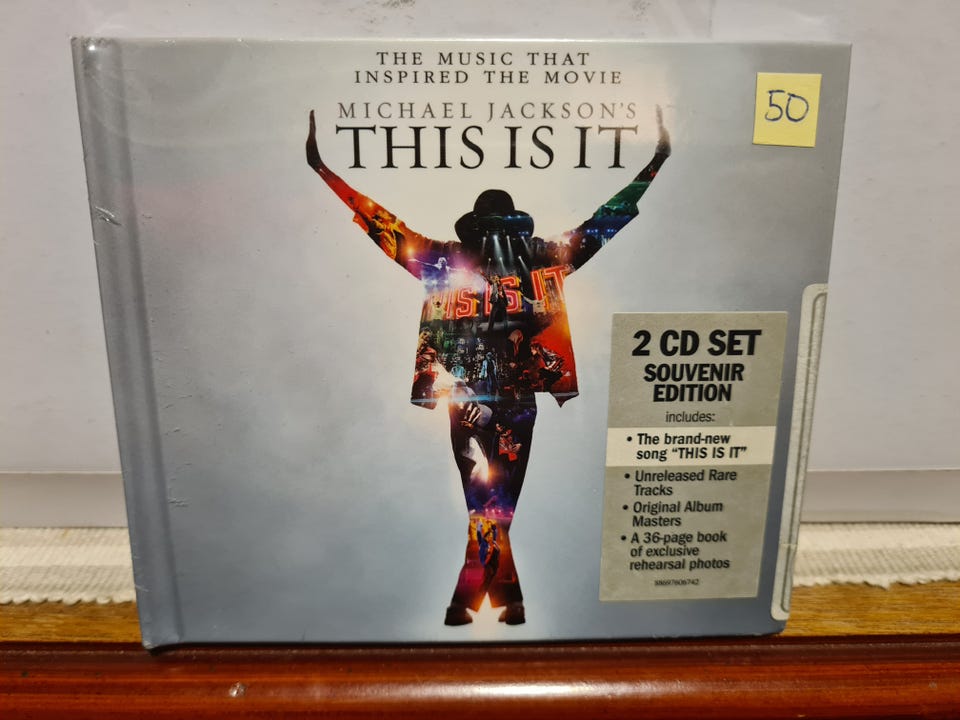 THE MUSIC THAT
INSPIRED THE MOVIE
MICHAEL JACKSON'S
THIS IS IT
50
IS IS IT
2 CD SET
SOUVENIR
EDITION
includes:
• The brand-new
song "THIS IS IT"
• Unreleased Rare
Tracks
• Original Album
Masters
• A 36-page book
of exclusive
rehearsal photos
88697606742